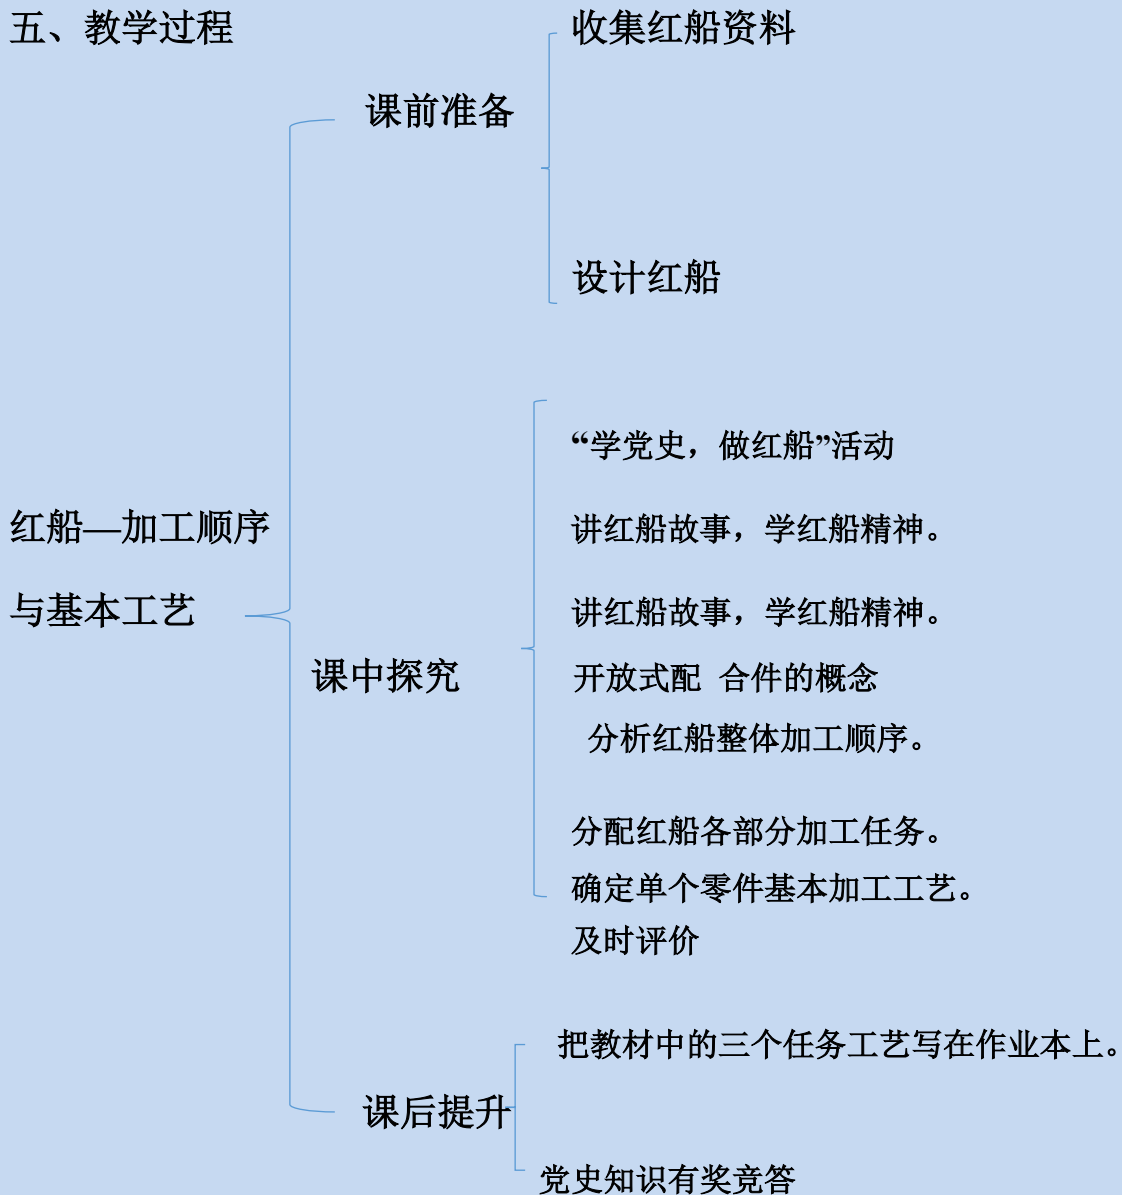 五、教学过程
收集红船资料
课前准备
设计红船
“学党史，做红船”活动
红船—加工顺序
讲红船故事，学红船精神。
与基本工艺
讲红船故事，学红船精神。
课中探究
开放式配 合件的概念
分析红船整体加工顺序。
分配红船各部分加工任务。
确定单个零件基本加工工艺。
及时评价
把教材中的三个任务工艺写在作业本上。
课后提升
党史知识有奖竞答